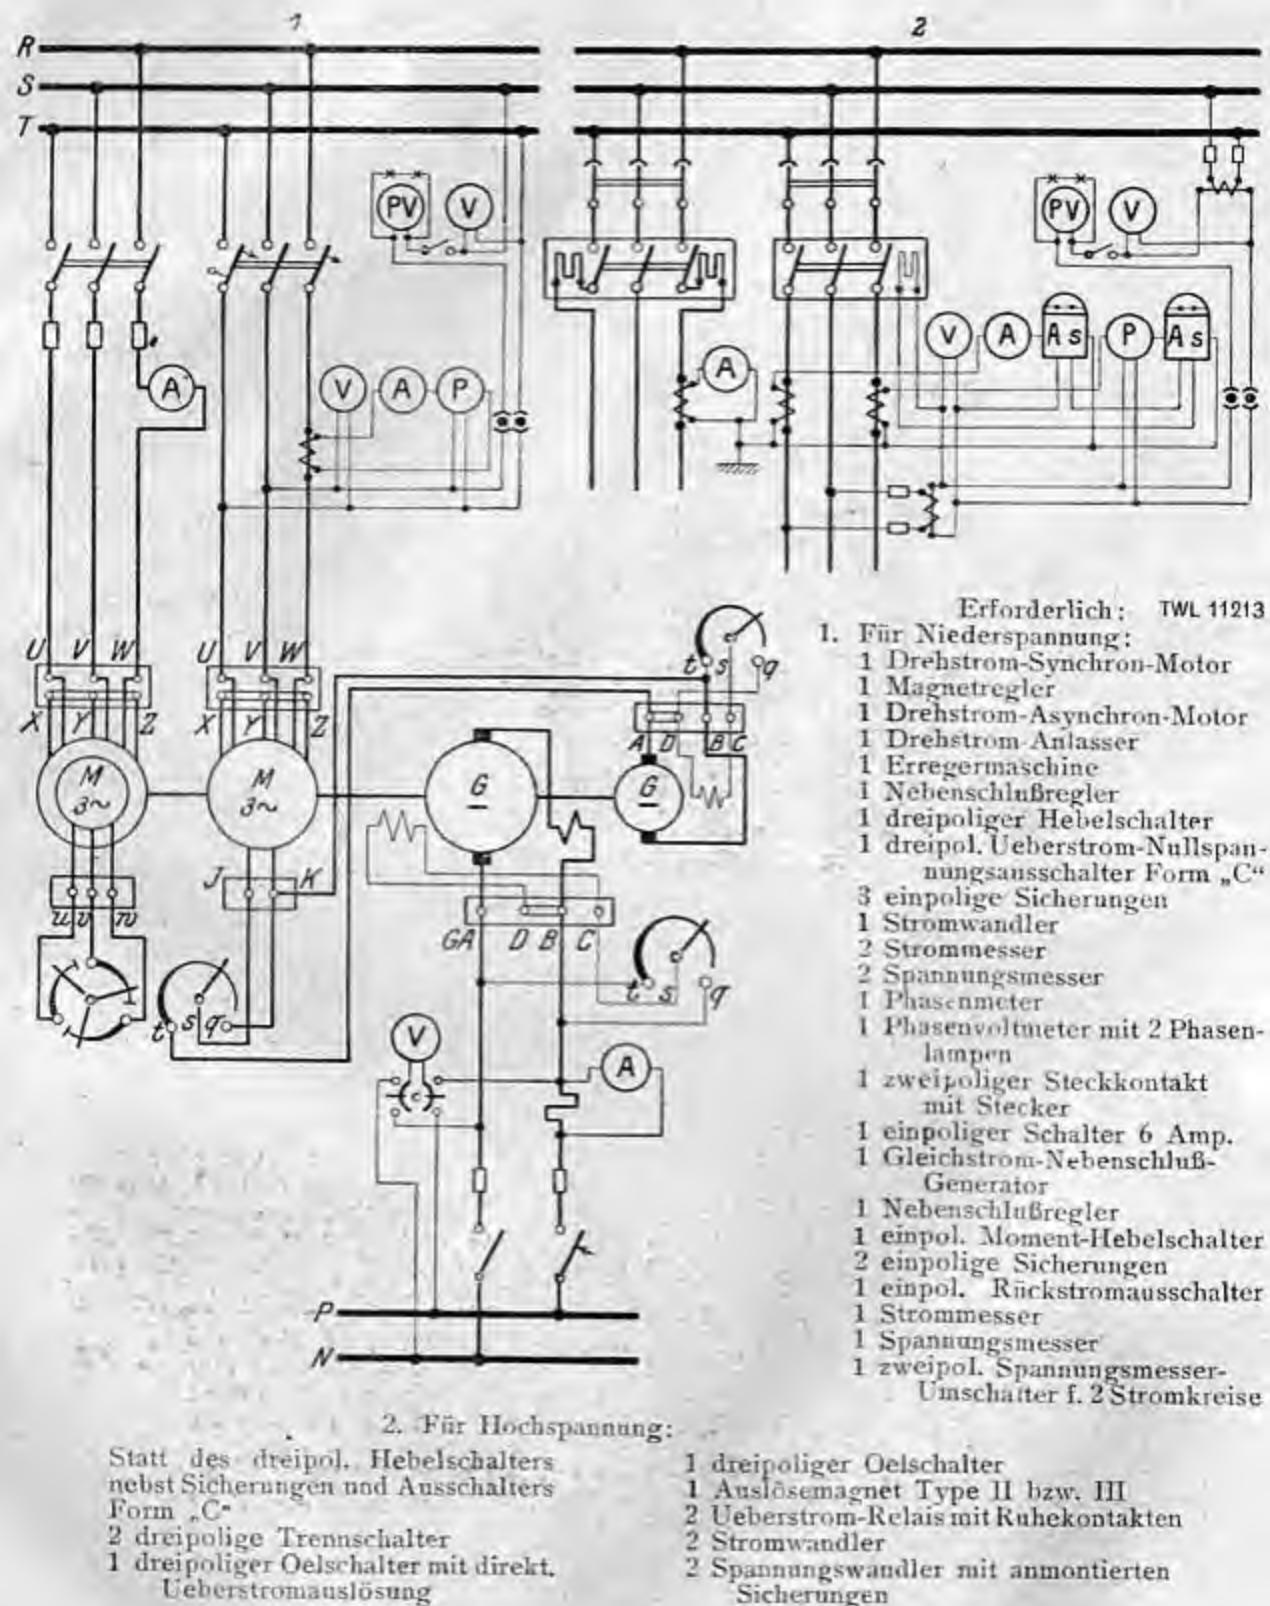 1
2
R
S
T
PV V
PV V
V A P
A
A
V A As P As
Erforderlich: TWL 11213
1. Für Niederspannung:
1 Drehstrom-Synchron-Motor
1 Magnetregler
1 Drehstrom-Asynchron-Motor
1 Drehstrom-Anlasser
1 Erregermaschine
1 Nebenschlußregler
1 dreipoliger Hebelschalter
1 dreipol. Ueberstrom-Nullspan-
nungsausschalter Form „C“
3 einpolige Sicherungen
1 Stromwandler
2 Strommesser
2 Spannungsmesser
1 Phasenmeter
1 Phasenvoltmeter mit 2 Phasen-
lampen
1 zweipoliger Steckkontakt
mit Stecker
1 einpoliger Schalter 6 Amp.
1 Gleichstrom-Nebenschluß-
Generator
1 Nebenschlußregler
1 einpol. Moment-Hebelschalter
2 einpolige Sicherungen
1 einpol. Rückstromausschalter
1 Strommesser
1 Spannungsmesser
1 zweipol. Spannungsmesser-
Umschalter f. 2 Stromkreise
U V W
U V W
X Y Z
X Y Z
t s q
A D B C
M
3~
M
3~
G
G
J K
u v w
GA D B C
t s q
t s q
V
A
c
P
N
2. Für Hochspannung:
Statt des dreipol. Hebelschalters
nebst Sicherungen und Ausschalters
Form „C“
2 dreipolige Trennschalter
1 dreipoliger Oelschalter mit direkt.
Ueberstromauslösung
1 dreipoliger Oelschalter
1 Auslösemagnet Type II bzw. III
2 Ueberstrom-Relais mit Ruhekontakten
2 Stromwandler
2 Spannungswandler mit anmontierten
Sicherungen